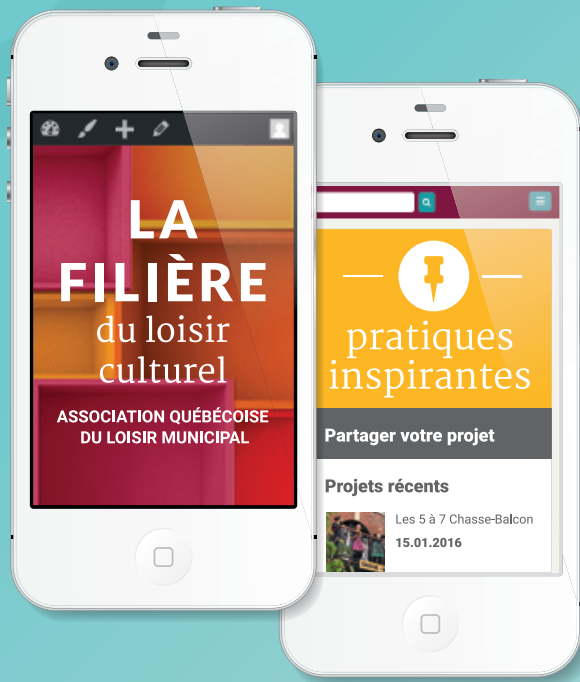 LA
FILIÈRE
du loisir
culturel
ASSOCIATION QUÉBÉCOISE
DU LOISIR MUNICIPAL
pratiques
inspirantes
Partager votre projet
Projets récents
Les 5 à 7 Chasse-Balcon
15.01.2016